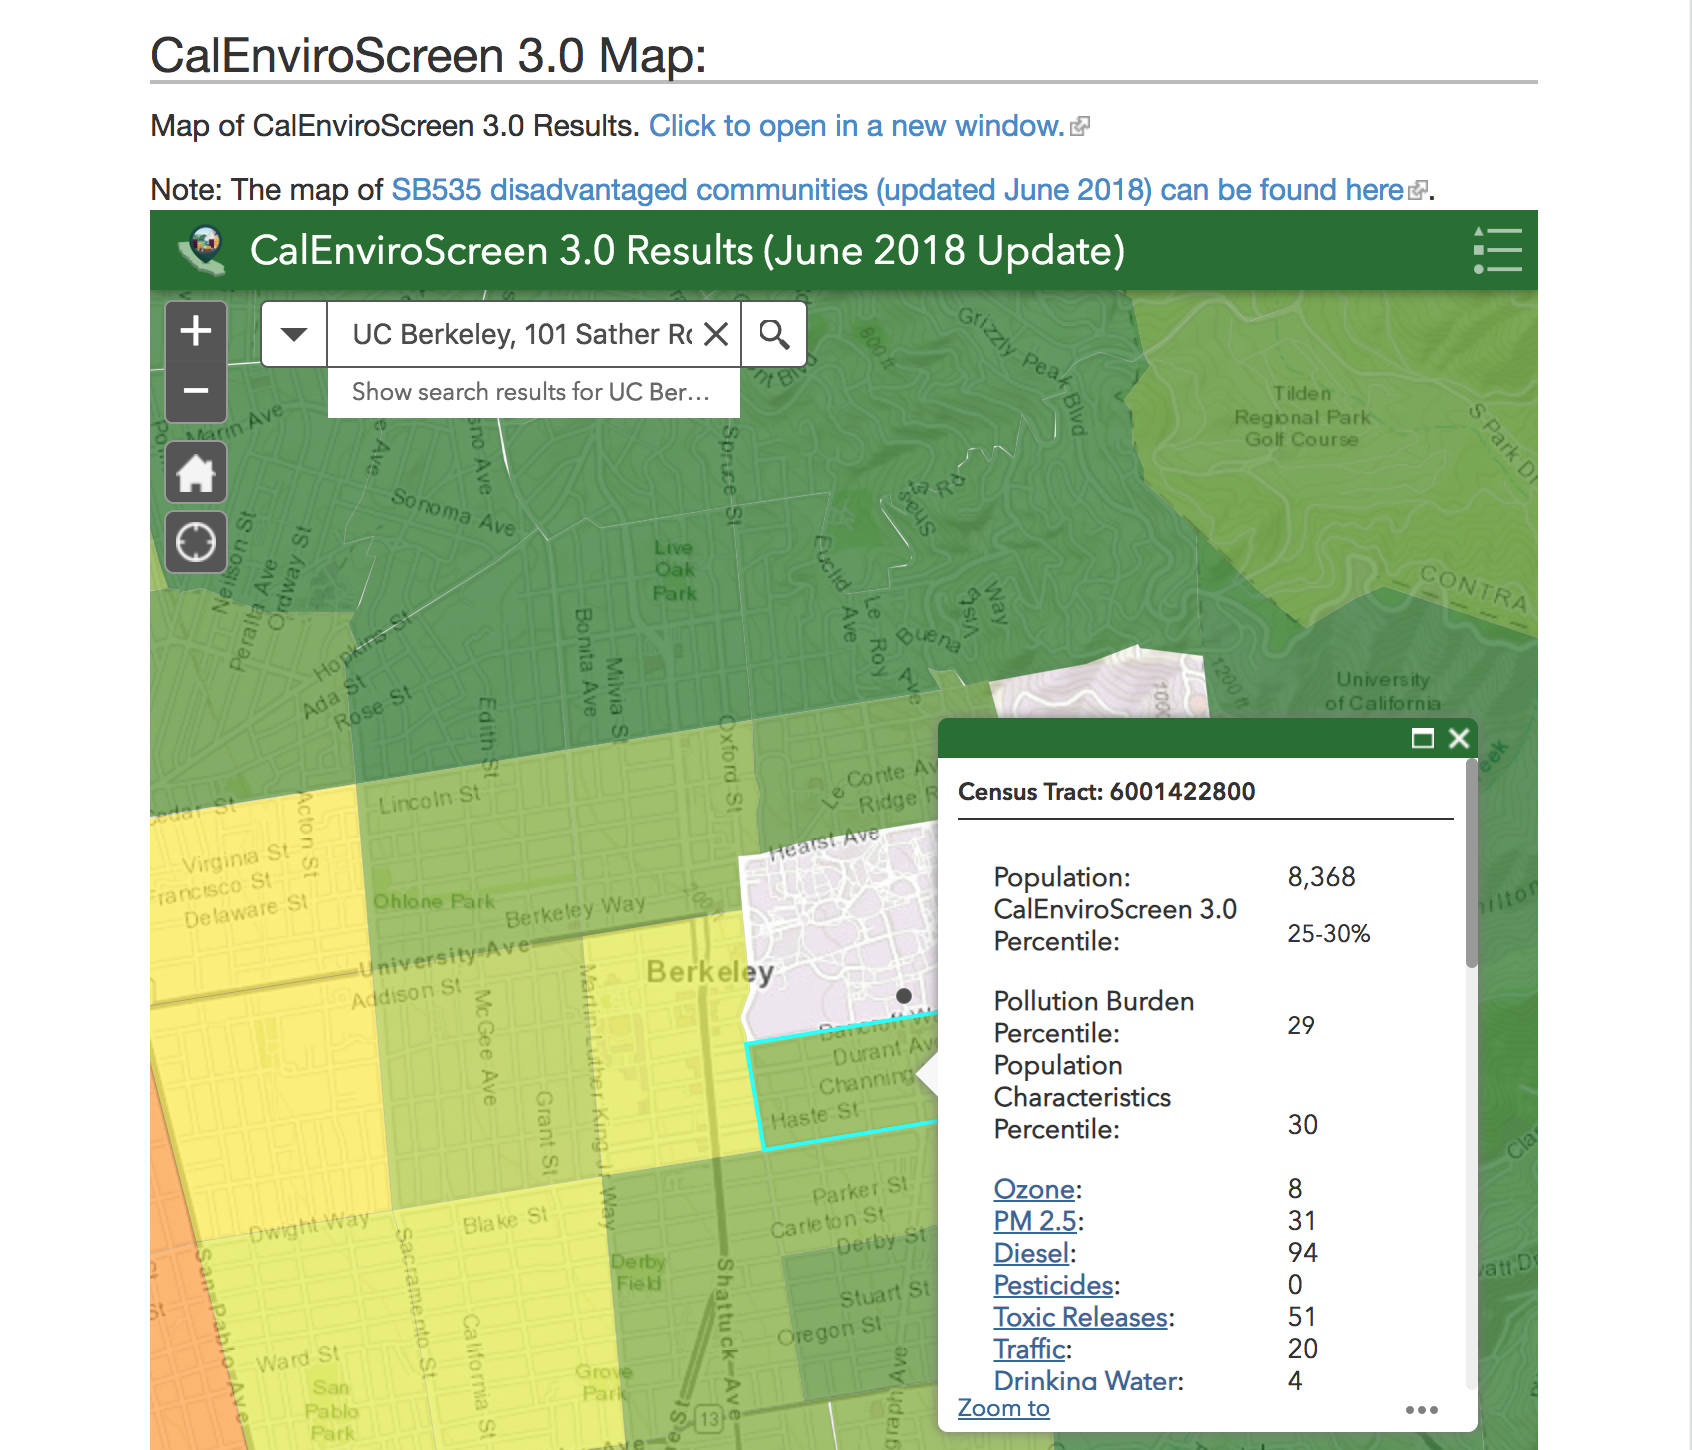 CalEnviroScreen 3.0 Map:
Map of CalEnviroScreen 3.0 Results. Click to open in a new window.
Note: The map of SB535 disadvantaged communities (updated June 2018) can be found here.
CalEnviroScreen 3.0 Results (June 2018 Update)
+
UC Berkeley, 101 Sather Ro
−
Show search results for UC Ber...
Grizzly Peak Blvd
800 ft
Marin Ave
Tilden
Regional Park
Golf Course
S Park Dr
Spruce St
Sonoma Ave
Shasta Rd
Neilson St
Peralta Ave
Ordway St
Live
Oak
Park
Euclid Ave
Le Roy Ave
Buena Vista Way
CONTRA
Hopkins St
Ada St
Rose St
Bonita Ave
Milvia St
Edith St
Oxford St
1200 ft
University
of California
Le Conte Av
Ridge R
Hearst Ave
Lincoln St
Cedar St
Acton St
Virginia St
Francisco St
Delaware St
Ohlone Park
Berkeley Way
University Ave
Addison St
McGee Ave
Grant St
Martin Luther King Jr Way
Berkeley
Bancroft W
Durant Av
Channing
Haste St
Parker St
Carleton St
Derby St
Stuart St
Oregon St
Dwight Way
Blake St
Derby
Field
Shattuck Ave
San Pablo Ave
Sacramento St
California St
Ward St
San
Pablo
Park
Grove
Park
13
Census Tract: 6001422800
Population: 8,368
CalEnviroScreen 3.0
Percentile: 25-30%
Pollution Burden
Percentile: 29
Population
Characteristics
Percentile: 30
Ozone: 8
PM 2.5: 31
Diesel: 94
Pesticides: 0
Toxic Releases: 51
Traffic: 20
Drinking Water: 4
Zoom to